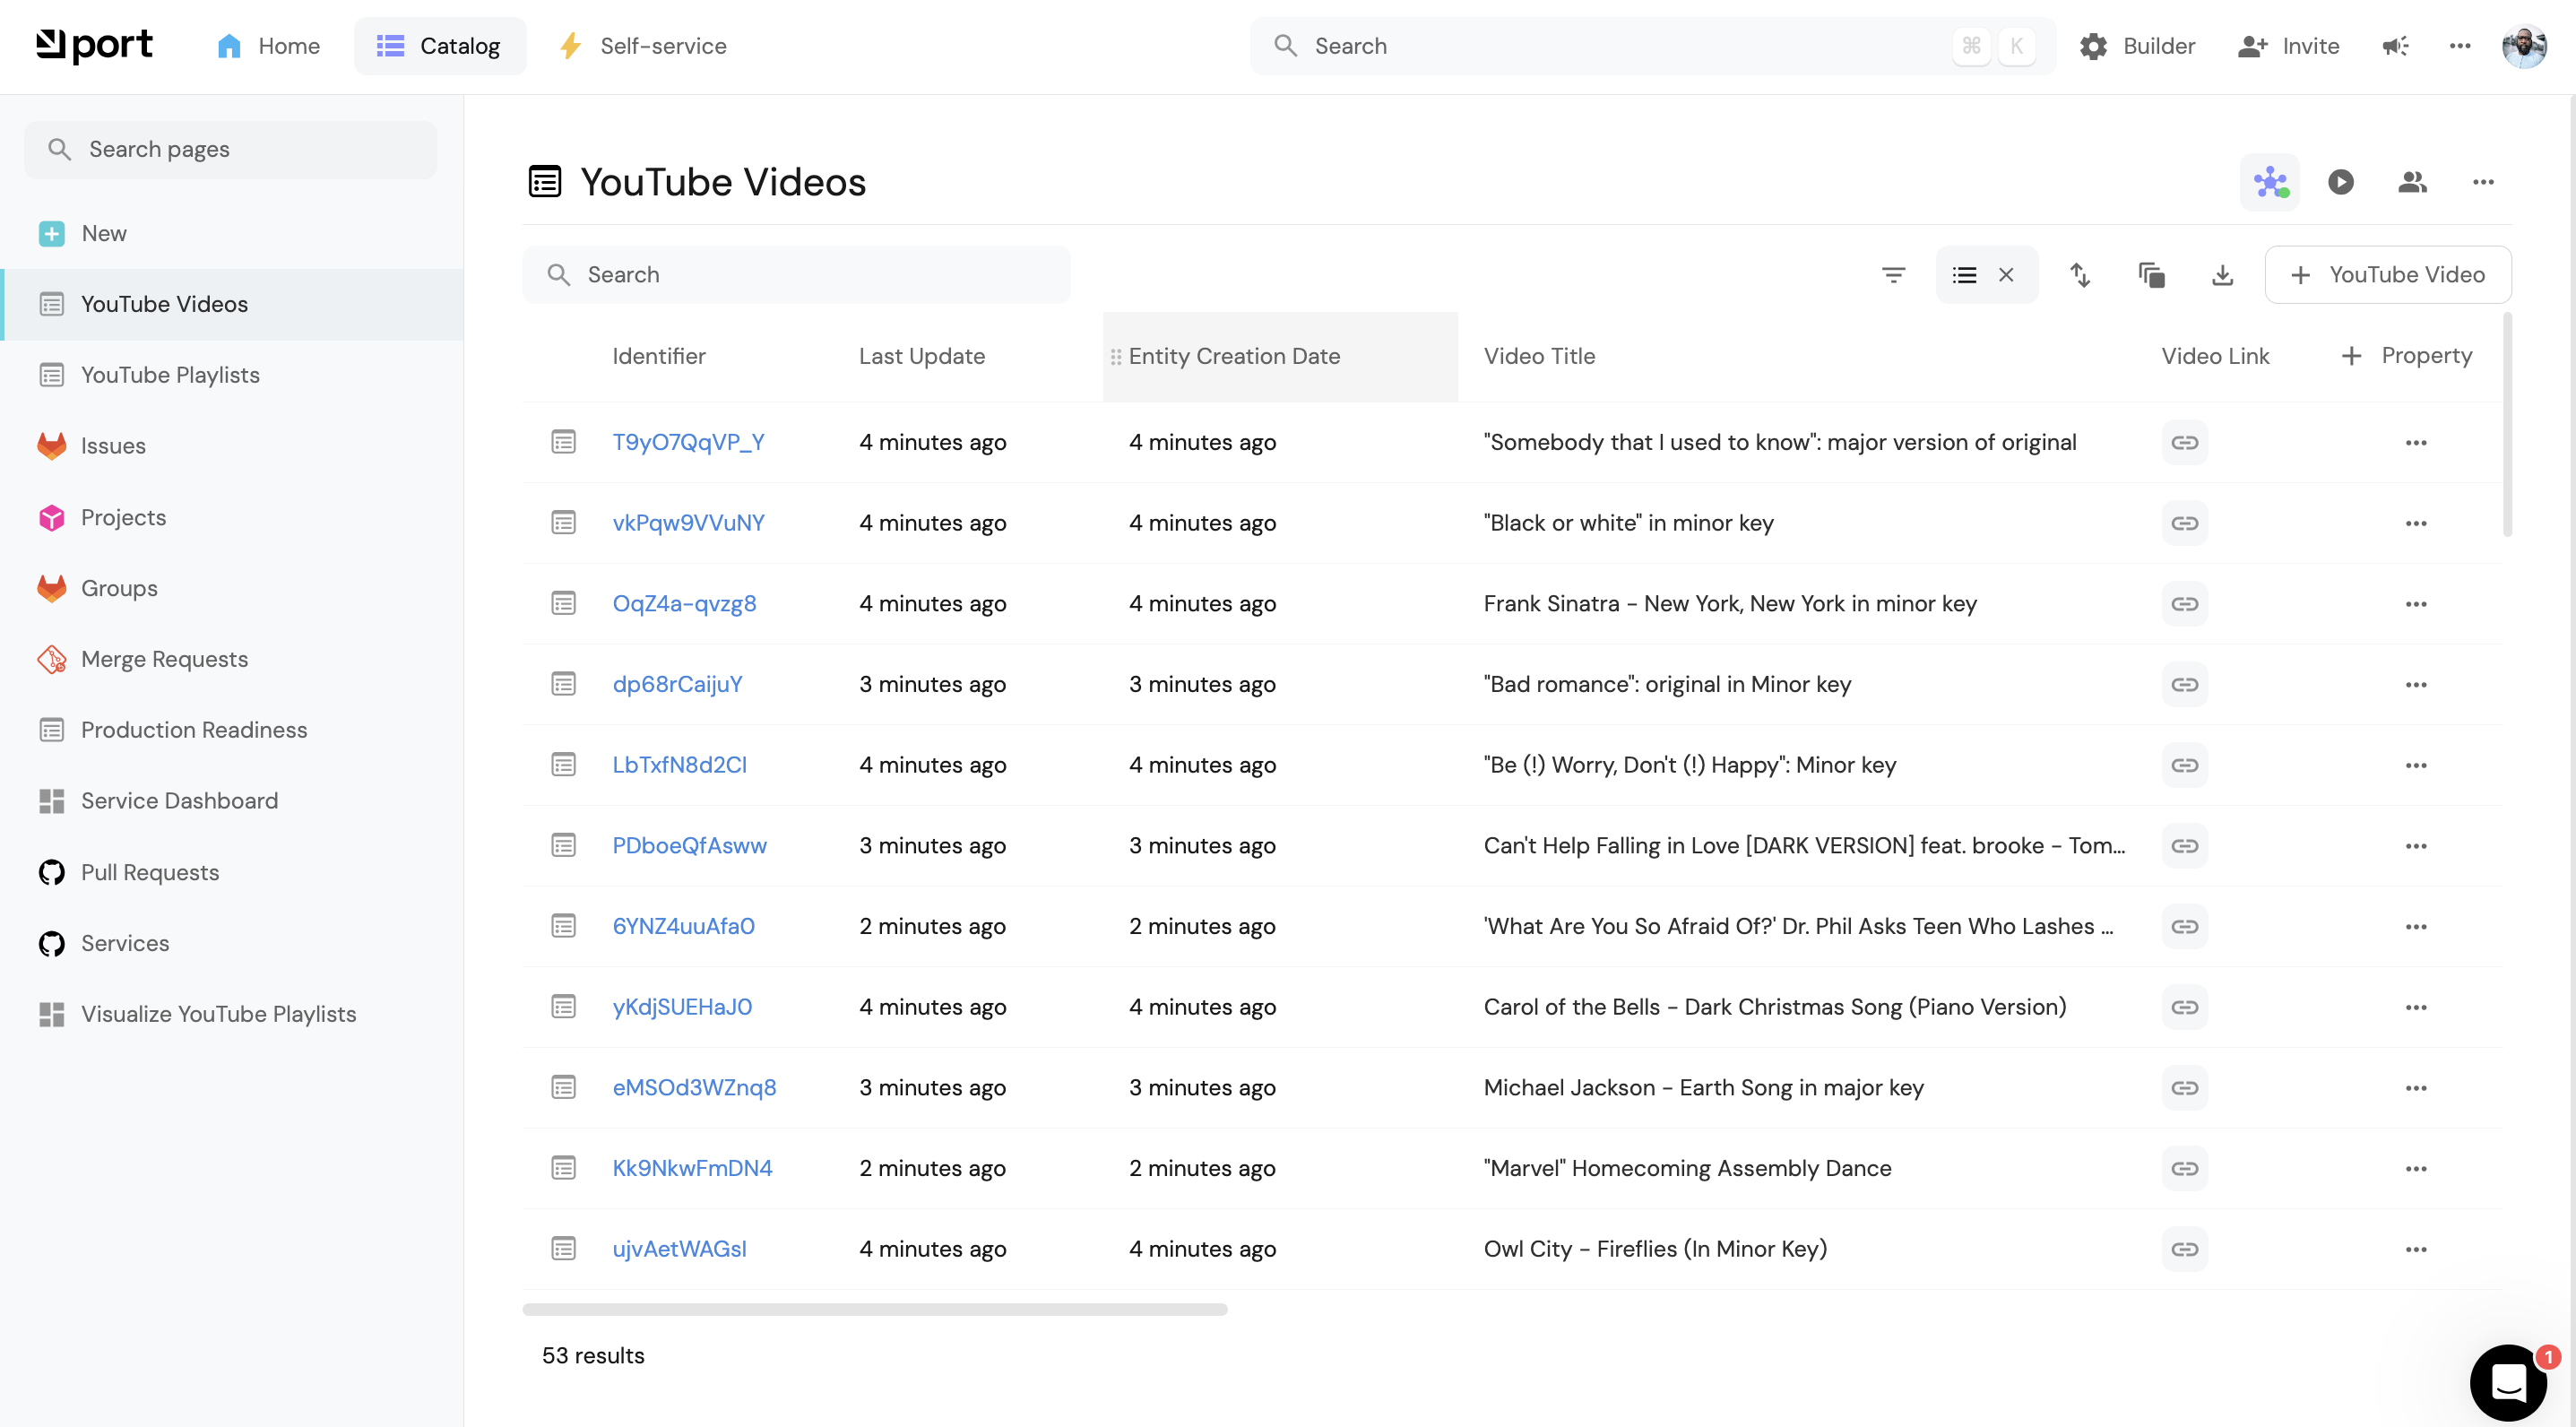 port
Home
Catalog
Self-service
Search
⌘ K
Builder
Invite
Search pages
New
YouTube Videos
YouTube Playlists
Issues
Projects
Groups
Merge Requests
Production Readiness
Service Dashboard
Pull Requests
Services
Visualize YouTube Playlists
YouTube Videos
Search
+ YouTube Video
Identifier Last Update Entity Creation Date Video Title Video Link + Property
T9yO7QqVP_Y 4 minutes ago 4 minutes ago "Somebody that I used to know": major version of original
vkPqw9VVuNY 4 minutes ago 4 minutes ago "Black or white" in minor key
OqZ4a-qvzg8 4 minutes ago 4 minutes ago Frank Sinatra - New York, New York in minor key
dp68rCaijuY 3 minutes ago 3 minutes ago "Bad romance": original in Minor key
LbTxfN8d2CI 4 minutes ago 4 minutes ago "Be (!) Worry, Don't (!) Happy": Minor key
PDboeQfAsww 3 minutes ago 3 minutes ago Can't Help Falling in Love [DARK VERSION] feat. brooke - Tom...
6YNZ4uuAfa0 2 minutes ago 2 minutes ago 'What Are You So Afraid Of?' Dr. Phil Asks Teen Who Lashes ...
yKdjSUEHaJ0 4 minutes ago 4 minutes ago Carol of the Bells - Dark Christmas Song (Piano Version)
eMSOd3WZnq8 3 minutes ago 3 minutes ago Michael Jackson - Earth Song in major key
Kk9NkwFmDN4 2 minutes ago 2 minutes ago "Marvel" Homecoming Assembly Dance
ujvAetWAGsI 4 minutes ago 4 minutes ago Owl City - Fireflies (In Minor Key)
53 results
1